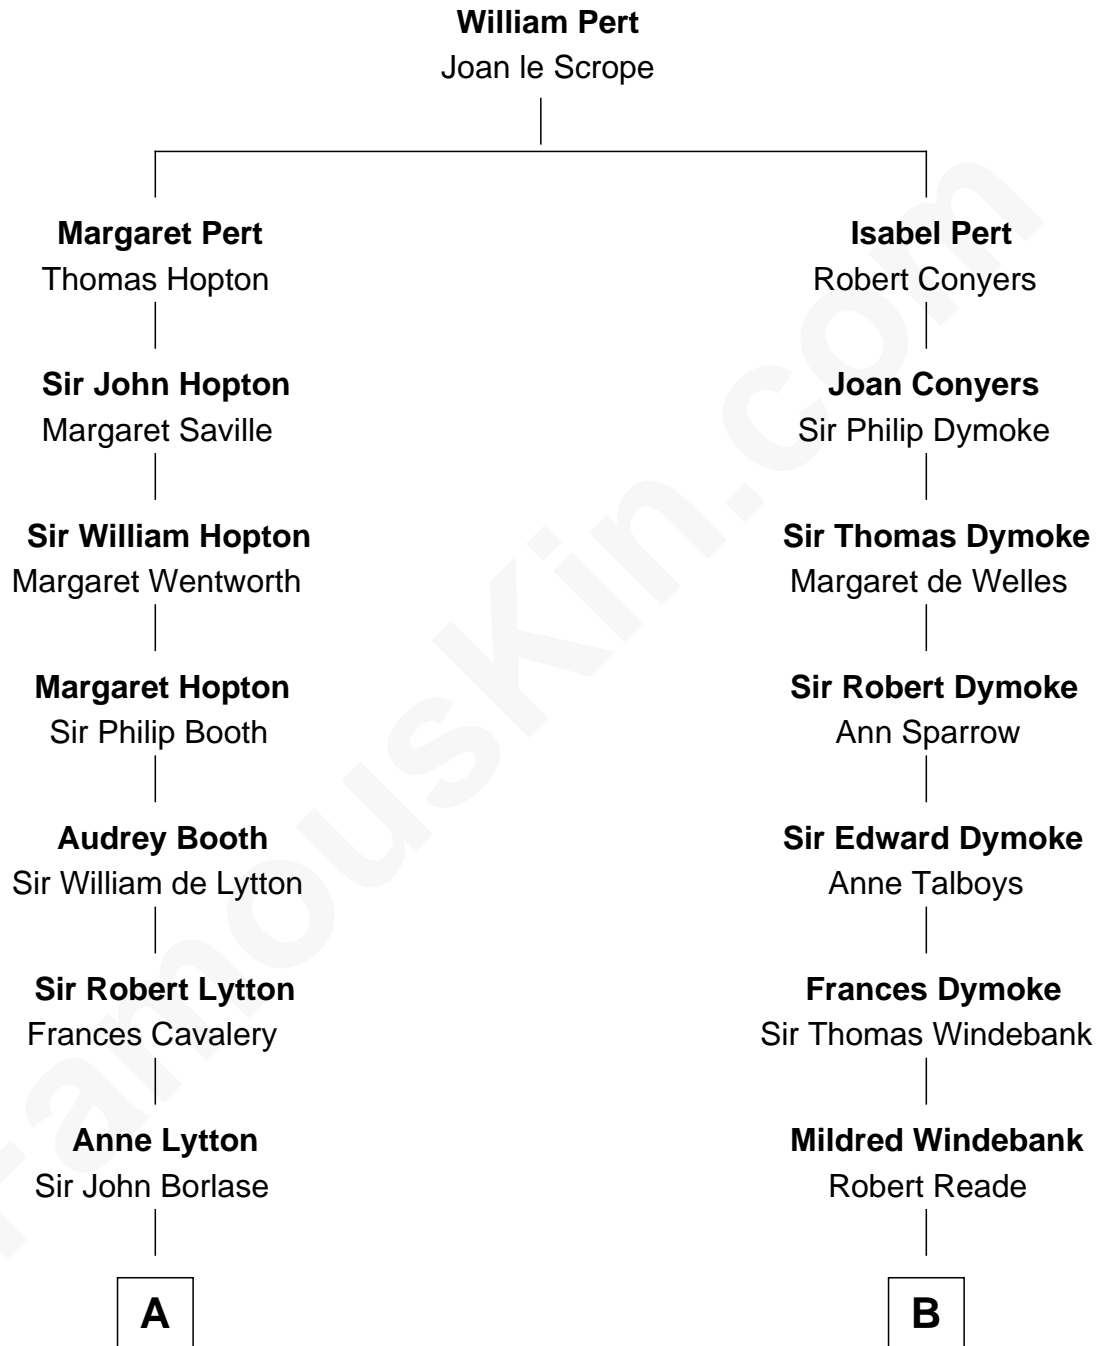 William Pert
Joan le Scrope
Margaret Pert
Thomas Hopton
Isabel Pert
Robert Conyers
Sir John Hopton
Margaret Saville
Joan Conyers
Sir Philip Dymoke
Sir William Hopton
Margaret Wentworth
Sir Thomas Dymoke
Margaret de Welles
Margaret Hopton
Sir Philip Booth
Sir Robert Dymoke
Ann Sparrow
Audrey Booth
Sir William de Lytton
Sir Edward Dymoke
Anne Talboys
Sir Robert Lytton
Frances Cavalery
Frances Dymoke
Sir Thomas Windebank
Anne Lytton
Sir John Borlase
Mildred Windebank
Robert Reade
A
B
FamousKin.com